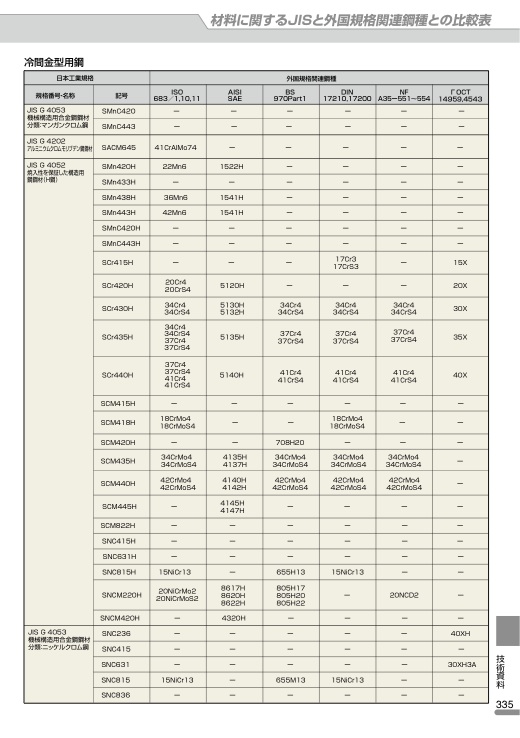 材料に関するJISと外国規格関連鋼種との比較表
冷間金型用鋼
日本工業規格 外国規格関連鋼種
規格番号・名称 記号 ISO 683／1,10,11 AISI SAE BS 970Part1 DIN 17210,17200 NF A35−551〜554 ГOCT 14959,4543
JIS G 4053 機械構造用合金鋼鋼材 分類:マンガンクロム鋼 SMnC420 − − − − − −
SMnC443 − − − − − −
JIS G 4202 アルミニウムクロムモリブデン鋼鋼材 SACM645 41CrAlMo74 − − − − −
JIS G 4052 焼入性を保証した構造用鋼鋼材(H鋼) SMn420H 22Mn6 1522H − − − −
SMn433H − − − − − −
SMn438H 36Mn6 1541H − − − −
SMn443H 42Mn6 1541H − − − −
SMnC420H − − − − − −
SMnC443H − − − − − −
SCr415H − − − 17Cr3 17CrS3 − 15X
SCr420H 20Cr4 20CrS4 5120H − − − 20X
SCr430H 34Cr4 34CrS4 5130H 5132H 34Cr4 34CrS4 34Cr4 34CrS4 34Cr4 34CrS4 30X
SCr435H 34Cr4 34CrS4 37Cr4 37CrS4 5135H 37Cr4 37CrS4 37Cr4 37CrS4 37Cr4 37CrS4 35X
SCr440H 37Cr4 37CrS4 41Cr4 41CrS4 5140H 41Cr4 41CrS4 41Cr4 41CrS4 41Cr4 41CrS4 40X
SCM415H − − − − − −
SCM418H 18CrMo4 18CrMoS4 − − 18CrMo4 18CrMoS4 − −
SCM420H − − 708H20 − − −
SCM435H 34CrMo4 34CrMoS4 4135H 4137H 34CrMo4 34CrMoS4 34CrMo4 34CrMoS4 34CrMo4 34CrMoS4 −
SCM440H 42CrMo4 42CrMoS4 4140H 4142H 42CrMo4 42CrMoS4 42CrMo4 42CrMoS4 42CrMo4 42CrMoS4 −
SCM445H − 4145H 4147H − − − −
SCM822H − − − − − −
SNC415H − − − − − −
SNC631H − − − − − −
SNC815H 15NiCr13 − 655H13 15NiCr13 − −
SNCM220H 20NiCrMo2 20NiCrMoS2 8617H 8620H 8622H 805H17 805H20 805H22 − 20NCD2 −
SNCM420H − 4320H − − − −
JIS G 4053 機械構造用合金鋼鋼材 分類:ニッケルクロム鋼 SNC236 − − − − − 40XH
SNC415 − − − − − −
SNC631 − − − − − 30XH3A
SNC815 15NiCr13 − 655M13 15NiCr13 − −
SNC836 − − − − − −
技術資料
335